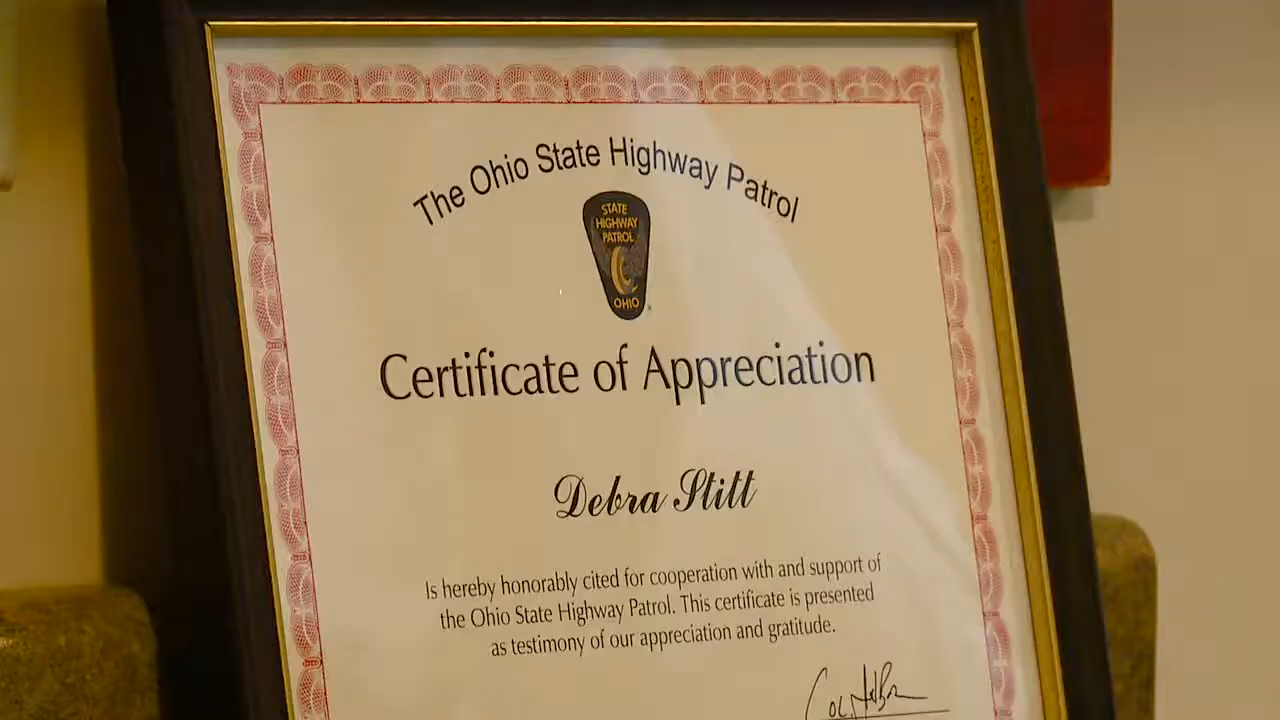 The Ohio State Highway Patrol
STATE
HIGHWAY
PATROL
OHIO
Certificate of Appreciation
Debra Stitt
Is hereby honorably cited for cooperation with and support of
the Ohio State Highway Patrol. This certificate is presented
as testimony of our appreciation and gratitude.
Col.